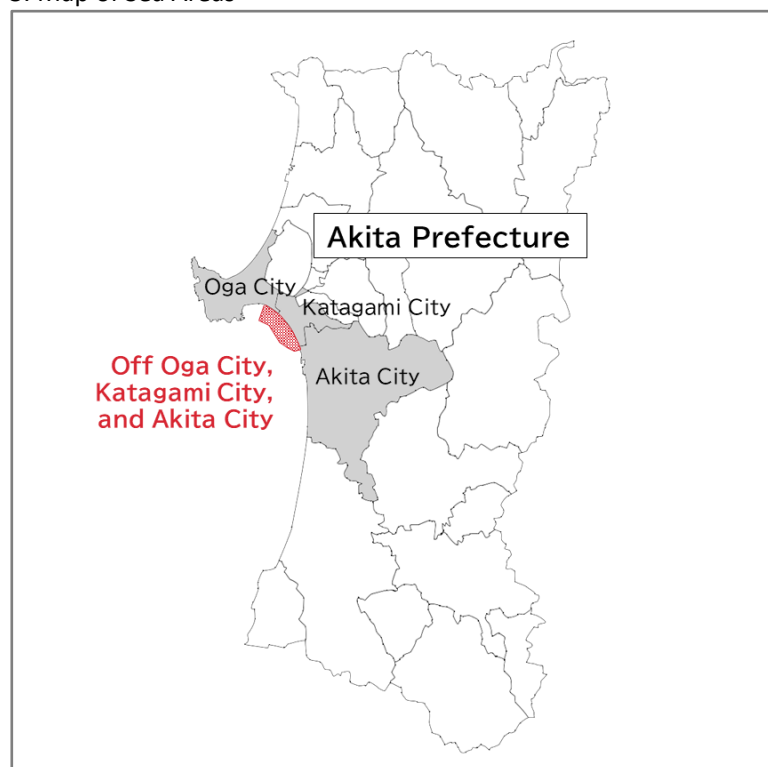 Akita Prefecture
Oga City
Katagami City
Off Oga City,
Katagami City,
and Akita City
Akita City